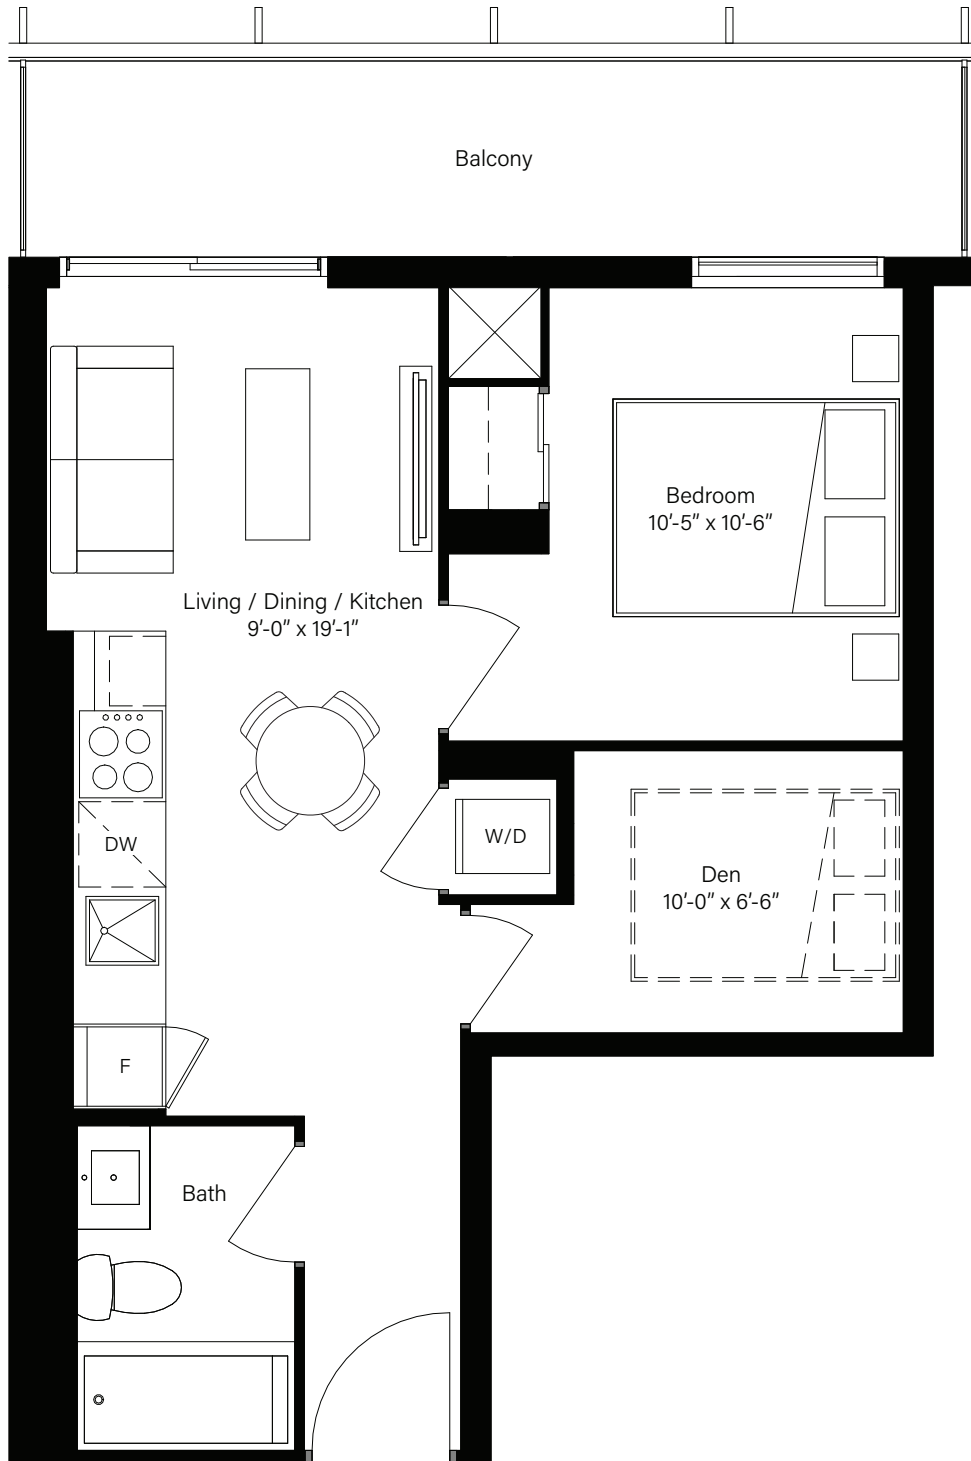 Balcony
Bedroom
10'-5" x 10'-6"
Living / Dining / Kitchen
9'-0" x 19'-1"
DW
W/D
Den
10'-0" x 6'-6"
F
Bath